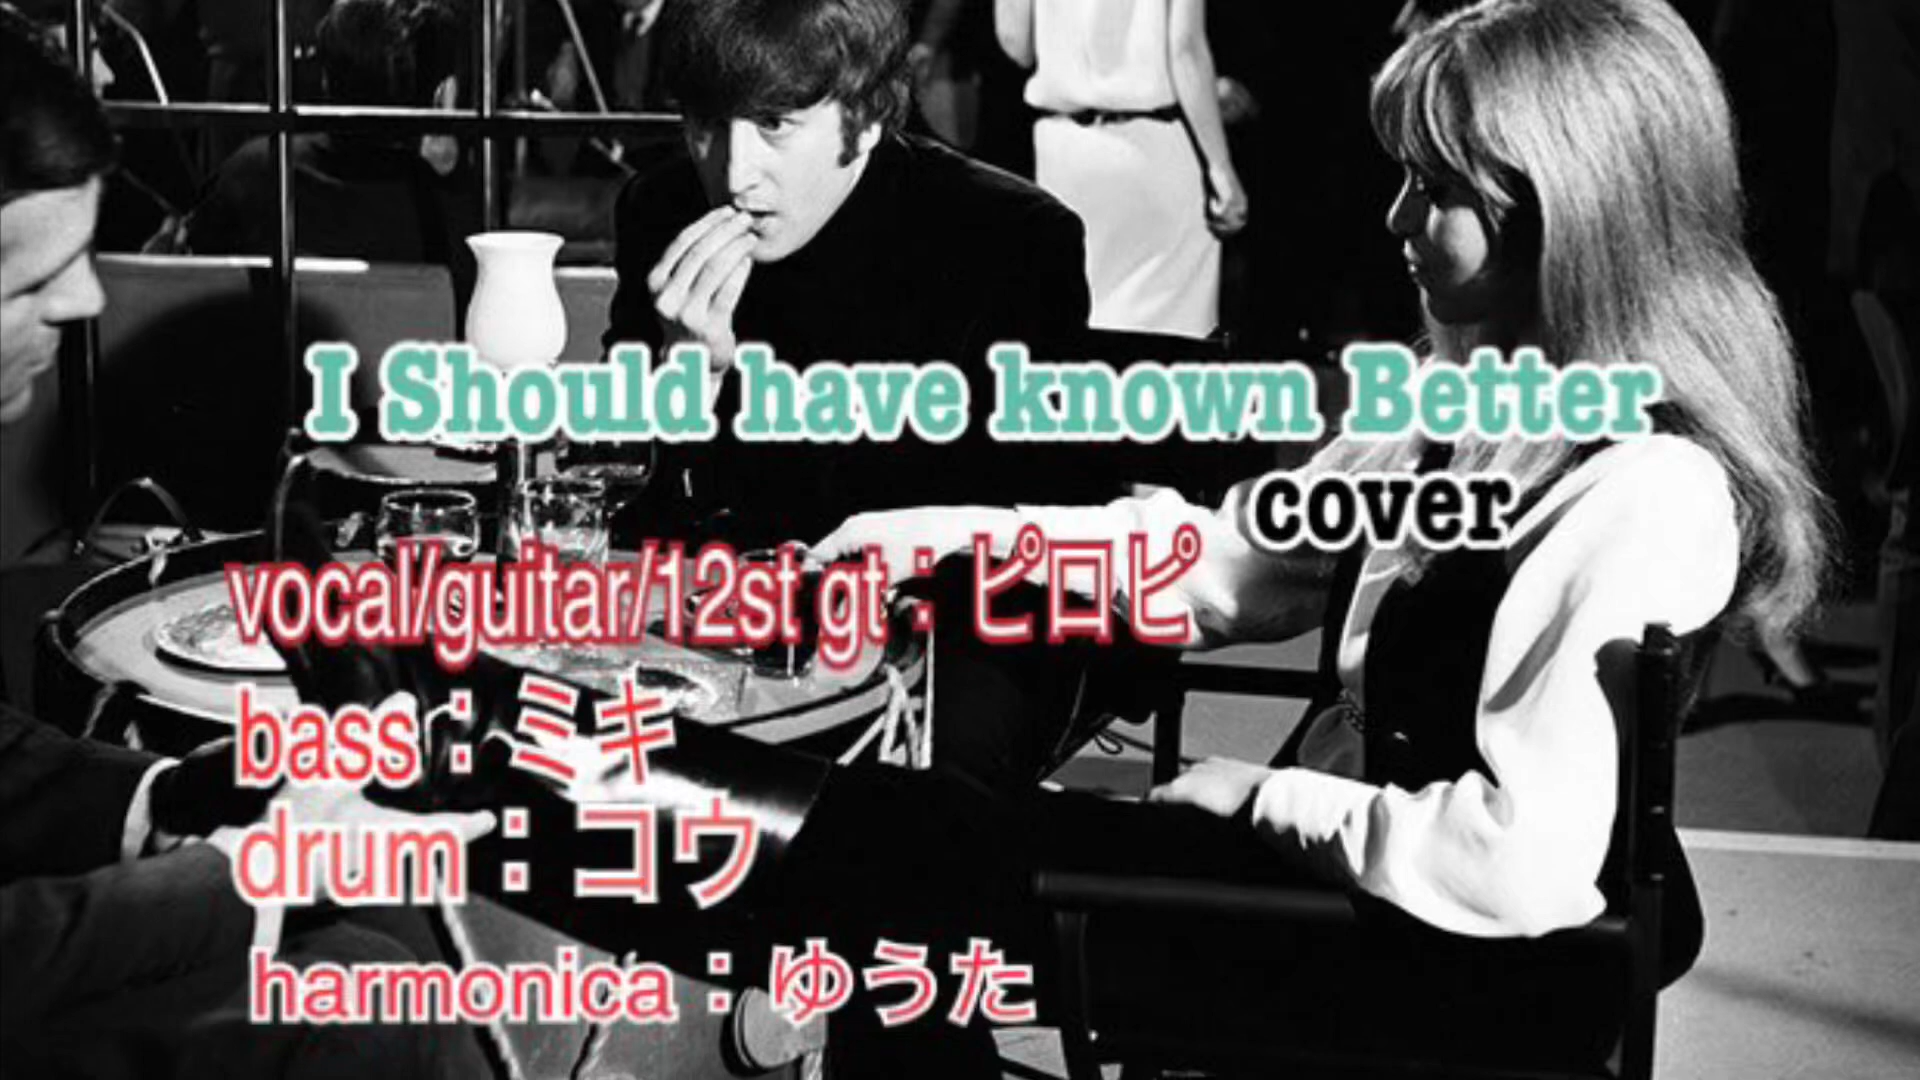 I Should have known Better
cover
vocal/guitar/12st gt：ピロピ
bass：ミキ
drum：コウ
harmonica：ゆうた